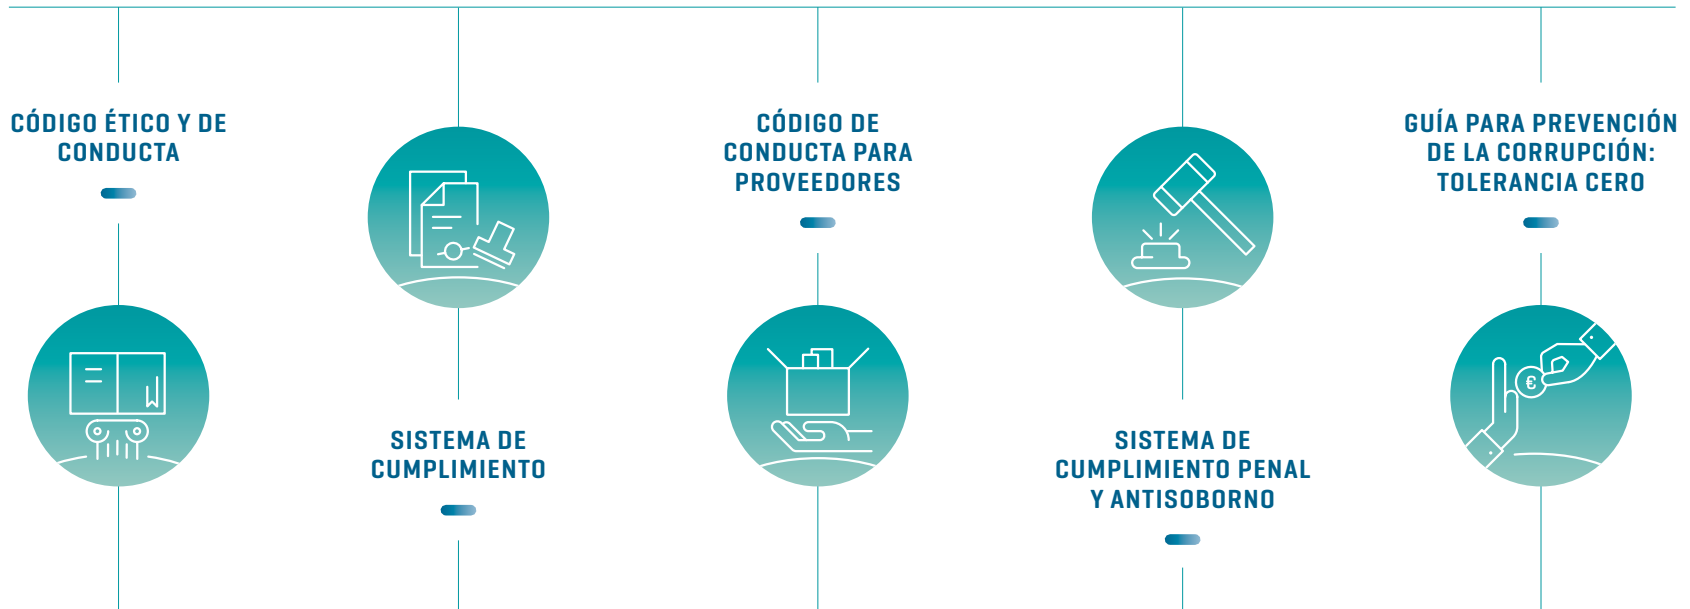 CÓDIGO ÉTICO Y DE
CONDUCTA
SISTEMA DE
CUMPLIMIENTO
CÓDIGO DE
CONDUCTA PARA
PROVEEDORES
SISTEMA DE
CUMPLIMIENTO PENAL
Y ANTISOBORNO
GUÍA PARA PREVENCIÓN
DE LA CORRUPCIÓN:
TOLERANCIA CERO
€